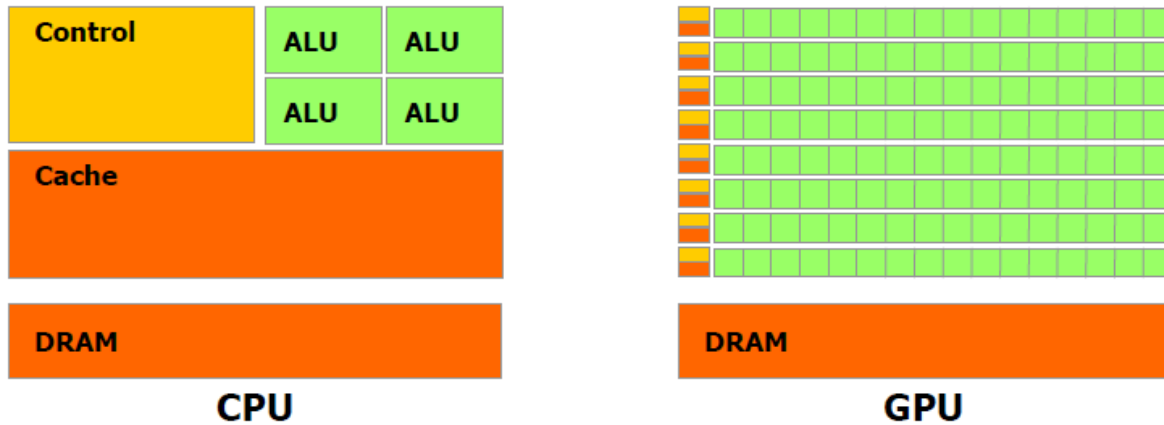 Control
ALU ALU
ALU ALU
Cache
DRAM
CPU
DRAM
GPU